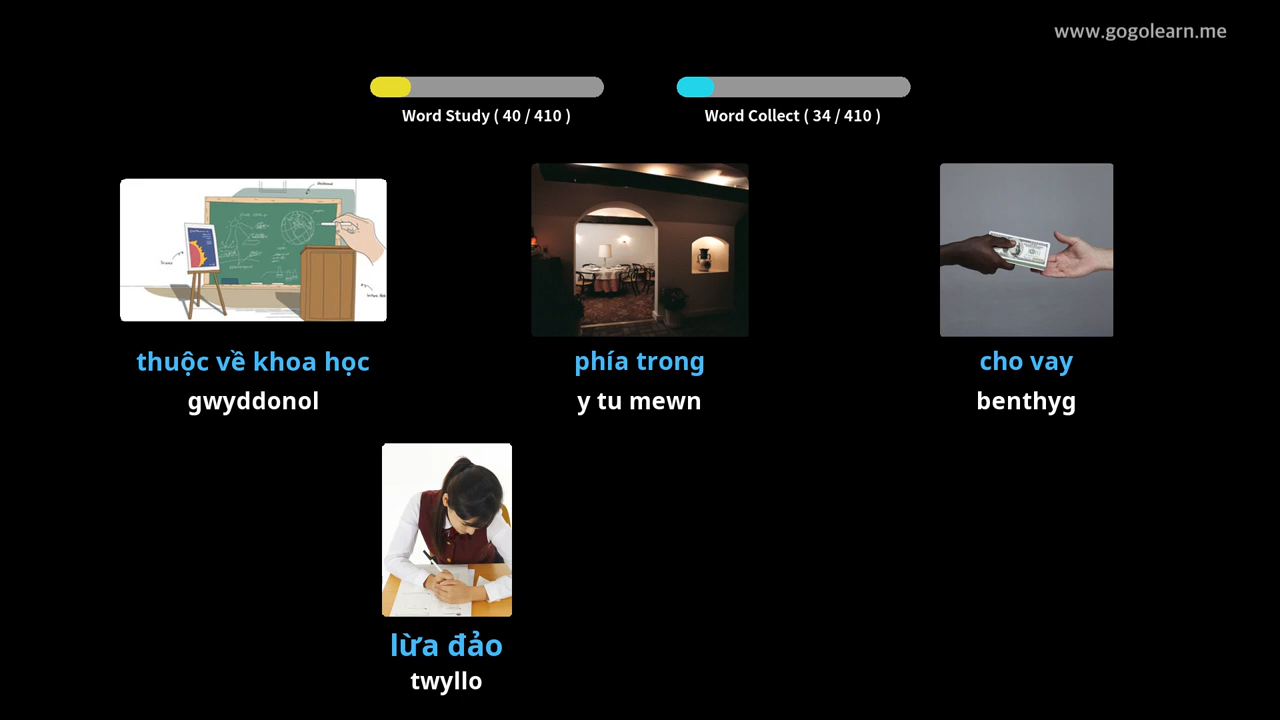 www.gogolearn.me
Word Study ( 40 / 410 )
Word Collect ( 34 / 410 )
thuộc về khoa học
phía trong
cho vay
gwyddonol
y tu mewn
benthyg
lừa đảo
twyllo